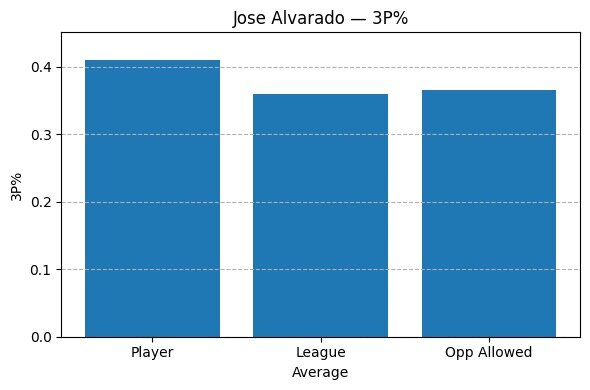 Jose Alvarado — 3P%
3P%
0.4
0.3
0.2
0.1
0.0
Player League Opp Allowed
Average